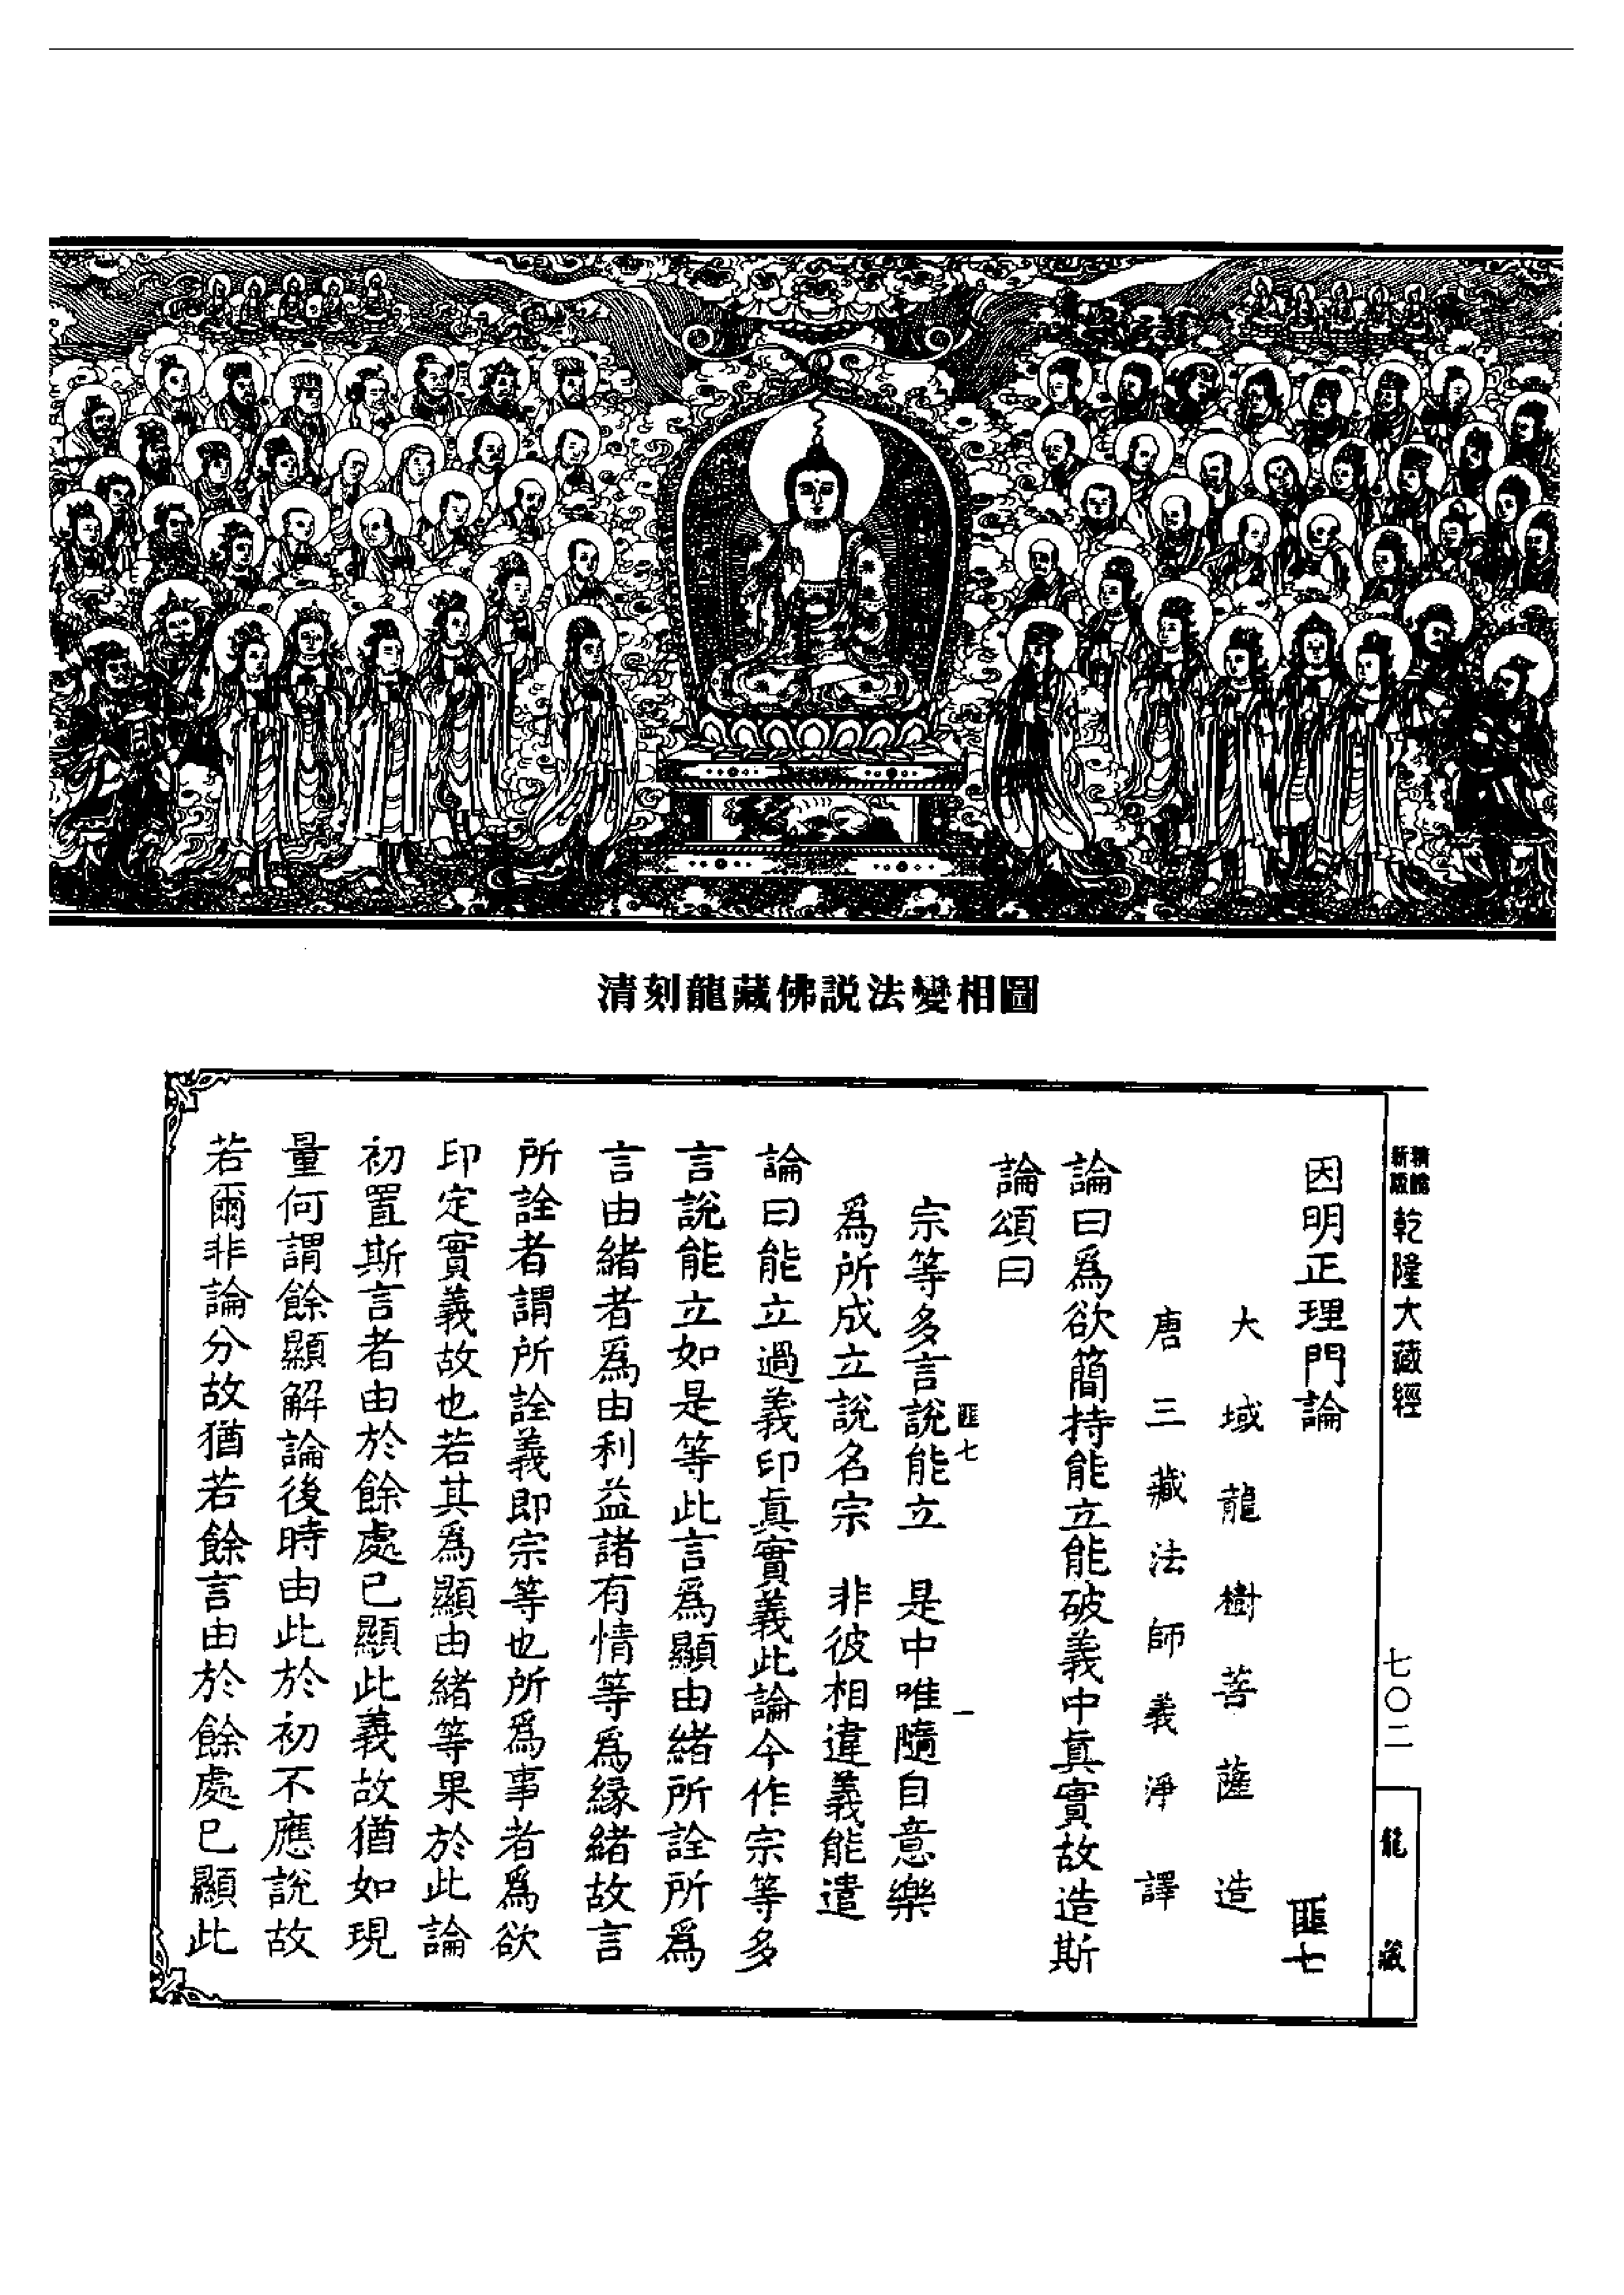 清刻龍藏佛説法變相圖
新版
精縮
乾隆大藏經
七〇二
龍藏
因明正理門論
匪七
大域龍樹菩薩造
唐三藏法師義淨譯
論曰爲欲簡持能立能破義中眞實故造斯
論頌曰
匪七
一
宗等多言說能立　是中唯隨自意樂
爲所成立說名宗　非彼相違義能遣
論曰能立過義印眞實義此論今作宗等多
言說能立如是等此言爲顯由緒所詮所爲
言由緒者爲由利益諸有情等爲緣緒故言
所詮者謂所詮義即宗等也所爲事者爲欲
印定實義故也若其爲顯由緒等果於此論
初置斯言者由於餘處已顯此義故猶如現
量何謂餘顯解論後時由此於初不應說故
若爾非論分故猶若餘言由於餘處已顯此